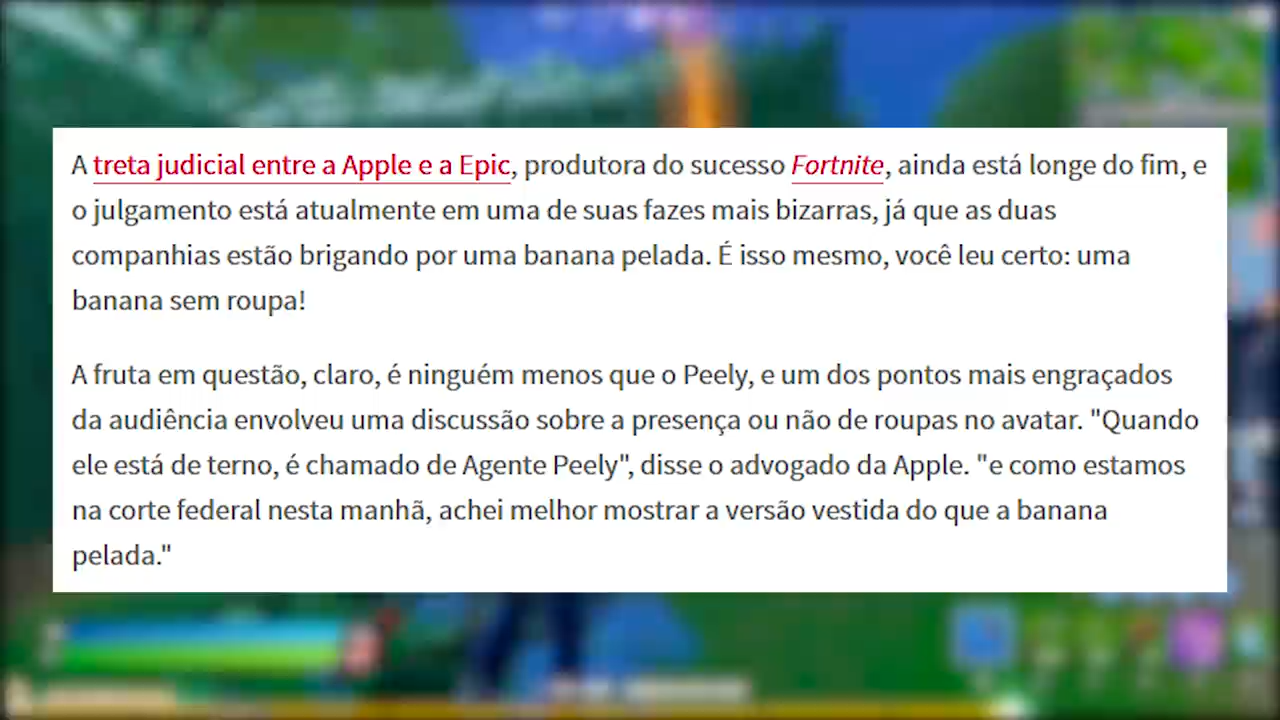 A treta judicial entre a Apple e a Epic, produtora do sucesso Fortnite, ainda está longe do fim, e
o julgamento está atualmente em uma de suas fazes mais bizarras, já que as duas
companhias estão brigando por uma banana pelada. É isso mesmo, você leu certo: uma
banana sem roupa!
A fruta em questão, claro, é ninguém menos que o Peely, e um dos pontos mais engraçados
da audiência envolveu uma discussão sobre a presença ou não de roupas no avatar. "Quando
ele está de terno, é chamado de Agente Peely", disse o advogado da Apple. "e como estamos
na corte federal nesta manhã, achei melhor mostrar a versão vestida do que a banana
pelada."